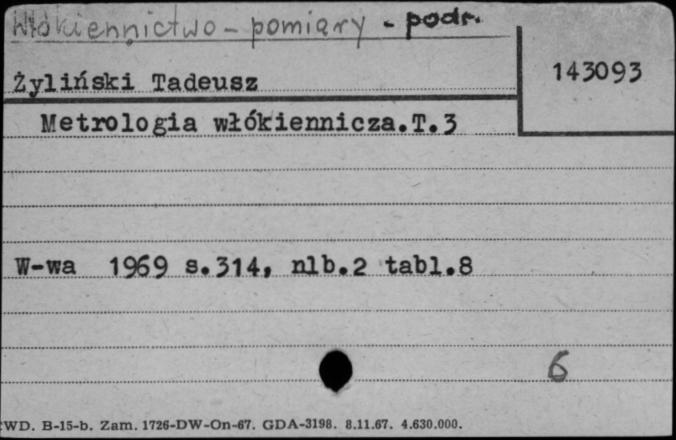 Włókiennictwo - pomiary - podr.
143093
Żyliński Tadeusz
Metrologia włókiennicza.T.3
W-wa 1969 s.314, nlb.2 tabl.8
6
WD. B-15-b. Zam. 1726-DW-On-67. GDA-3198. 8.11.67. 4.630.000.